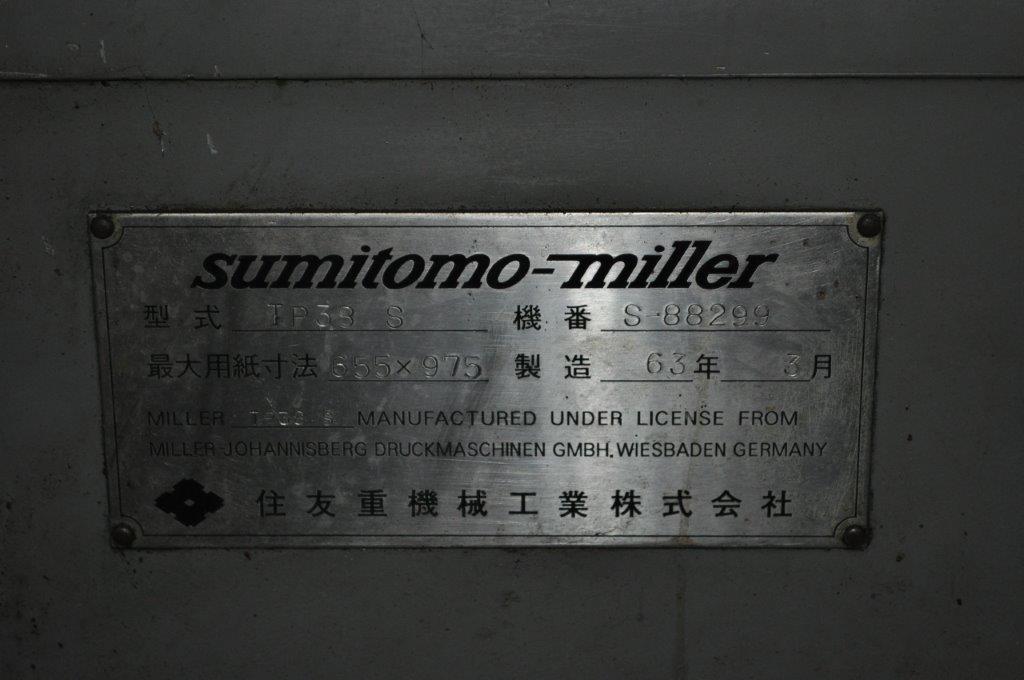 sumitomo-miller
型式 TP38 S 機番 S-88299
最大用紙寸法 655×975 製造 63年 3月
MILLER TP38 S MANUFACTURED UNDER LICENSE FROM
MILLER-JOHANNISBERG DRUCKMASCHINEN GMBH. WIESBADEN GERMANY
住友重機械工業株式会社